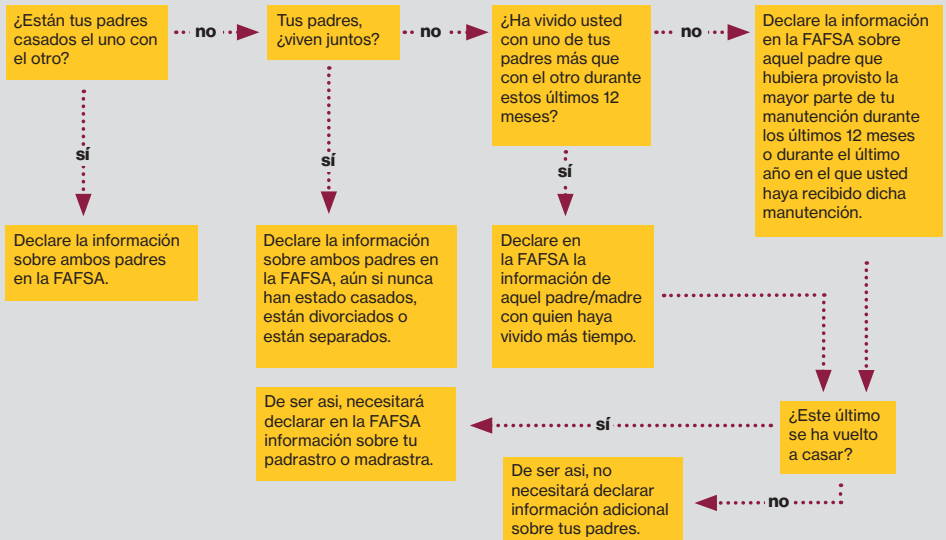 ¿Están tus padres
casados el uno con
el otro?
no
Tus padres,
¿viven juntos?
no
¿Ha vivido usted
con uno de tus
padres más que
con el otro durante
estos últimos 12
meses?
no
Declare la información
en la FAFSA sobre
aquel padre que
hubiera provisto la
mayor parte de tu
manutención durante
los últimos 12 meses
o durante el último
año en el que usted
haya recibido dicha
manutención.
sí
sí
sí
Declare la información
sobre ambos padres
en la FAFSA.
Declare la información
sobre ambos padres en
la FAFSA, aún si nunca
han estado casados,
están divorciados o
están separados.
Declare en
la FAFSA la
información de
aquel padre/madre
con quien haya
vivido más tiempo.
¿Este último
se ha vuelto
a casar?
sí
De ser asi, necesitará
declarar en la FAFSA
información sobre tu
padrastro o madrastra.
no
De ser asi, no
necesitará declarar
información adicional
sobre tus padres.